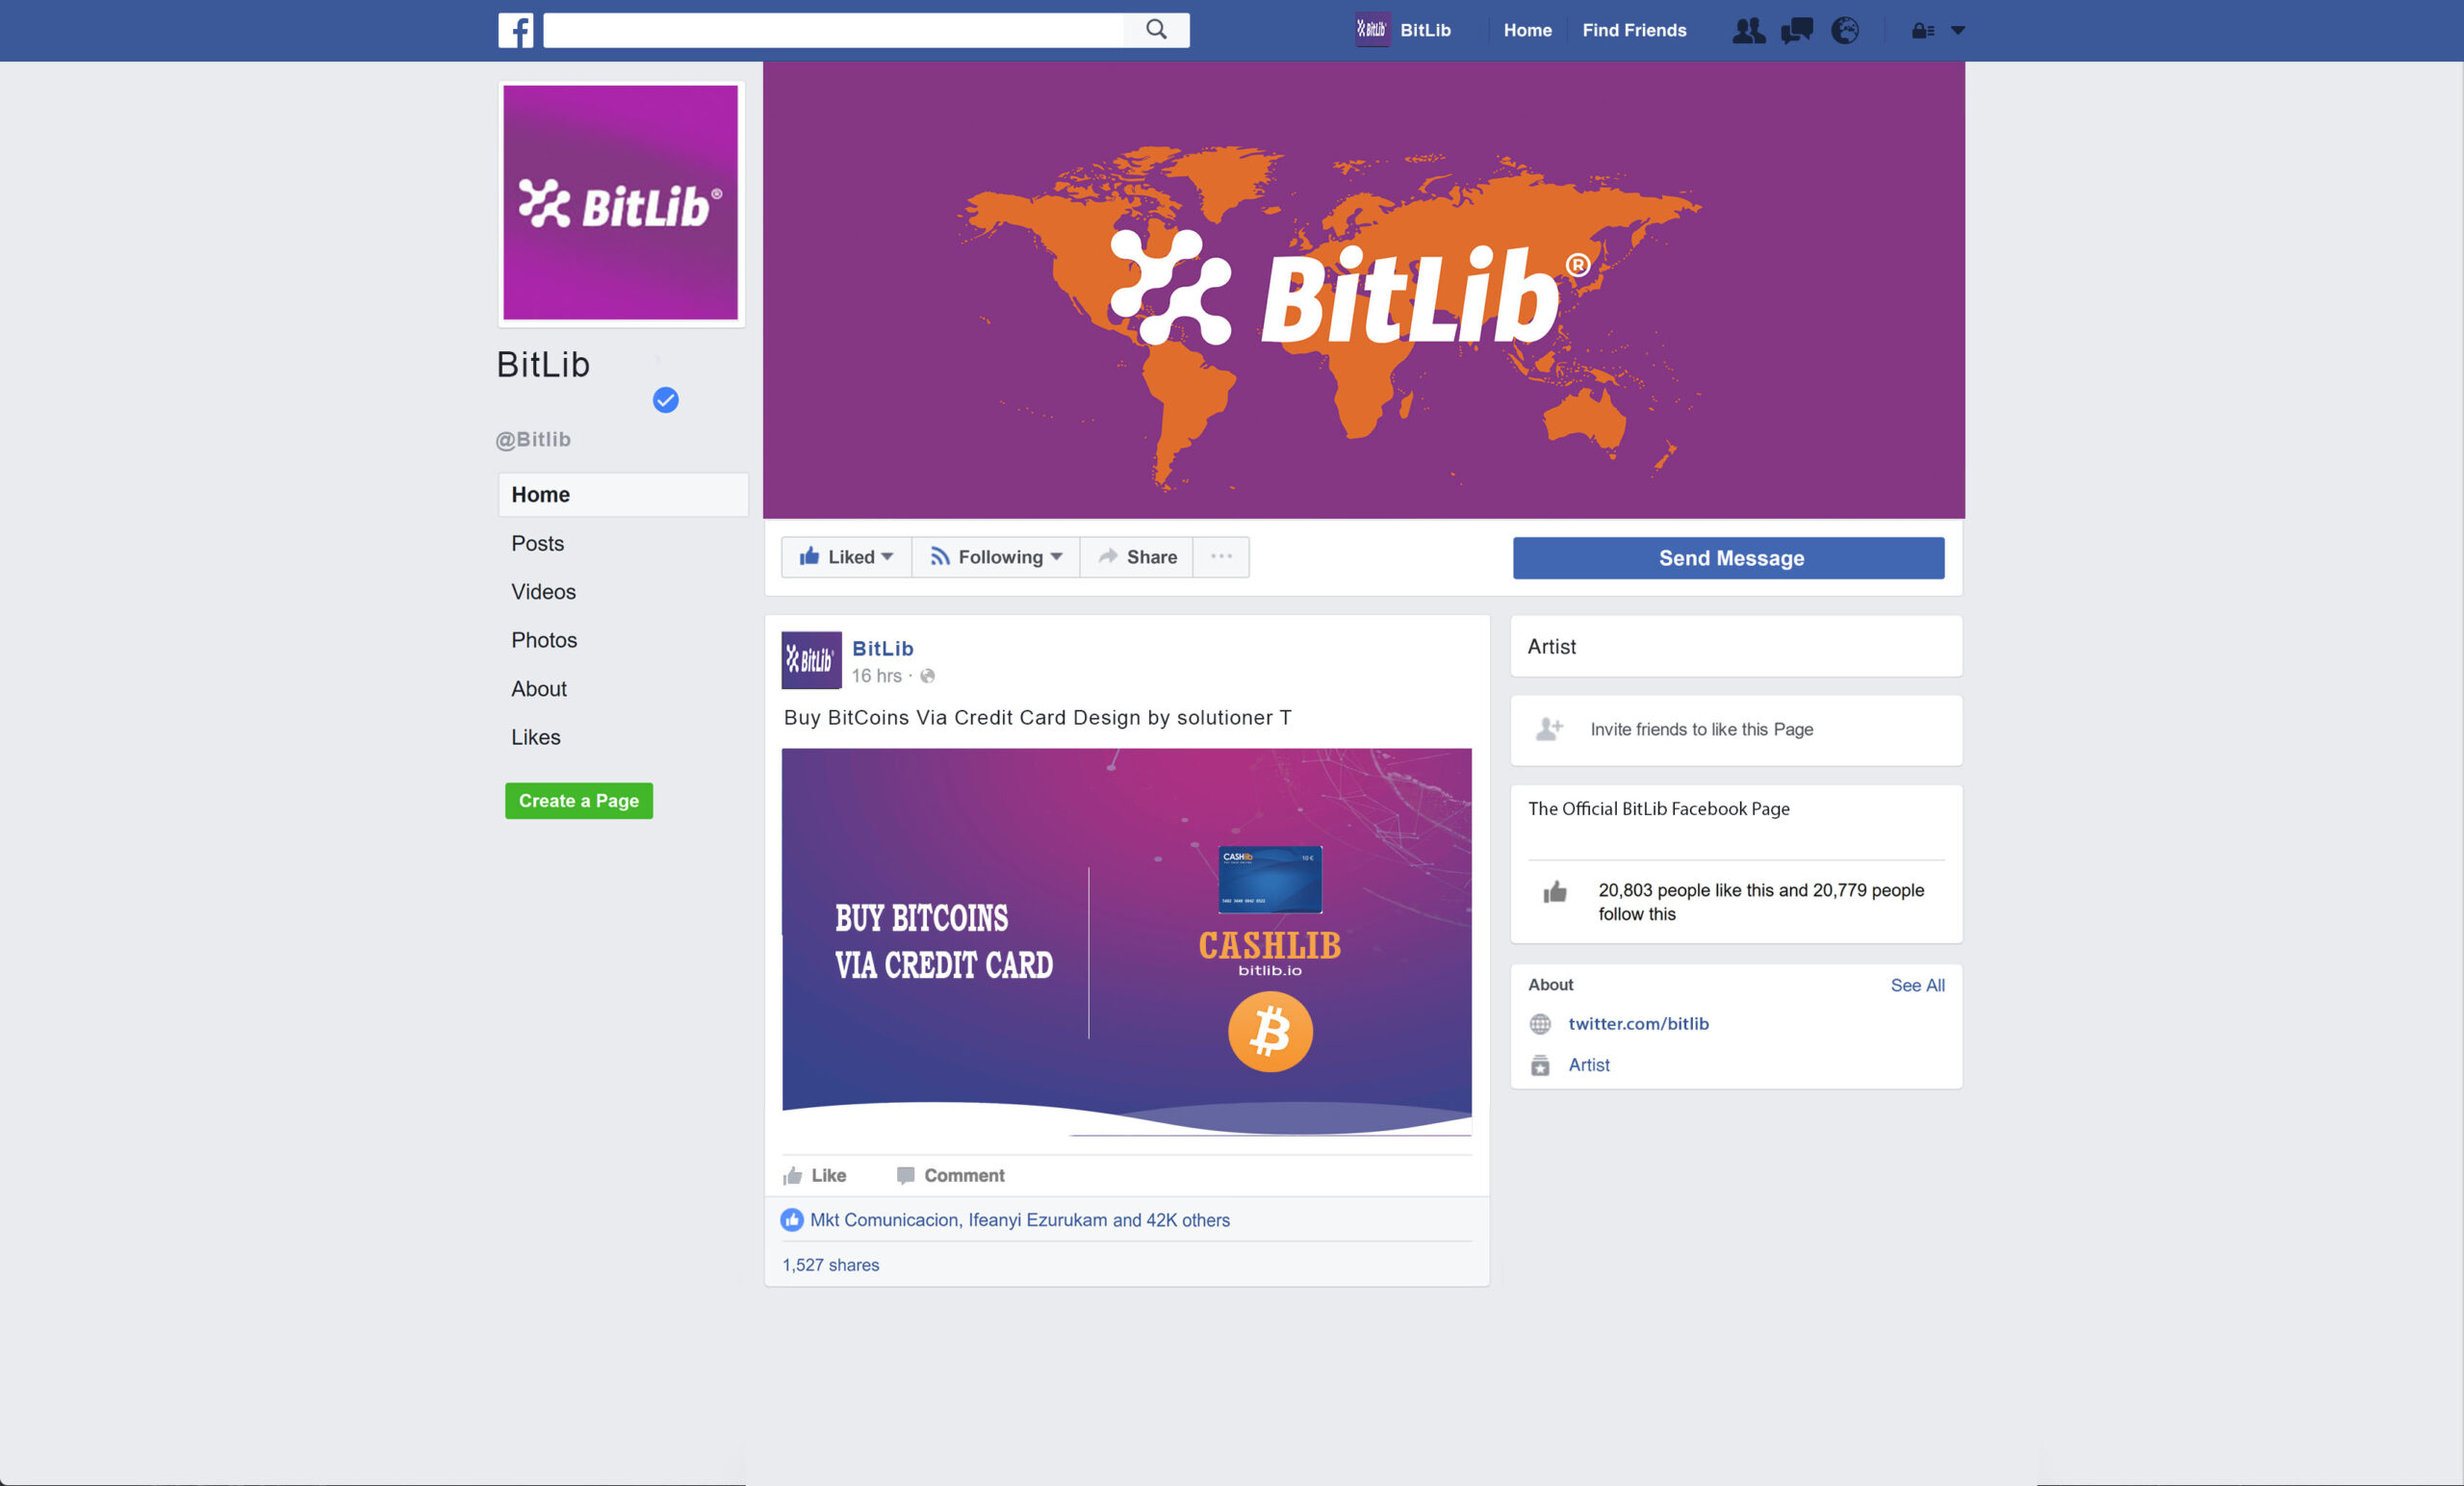 BitLib
BitLib
Home
Find Friends
BitLib®
BitLib
@Bitlib
Home
Posts
Videos
Photos
About
Likes
Create a Page
BitLib®
Liked
Following
Share
Send Message
BitLib
BitLib
16 hrs ·
Buy BitCoins Via Credit Card Design by solutioner T
BUY BITCOINS
VIA CREDIT CARD
CASHlib
10 €
CASHLIB
bitlib.io
Like
Comment
Mkt Comunicacion, Ifeanyi Ezurukam and 42K others
1,527 shares
Artist
Invite friends to like this Page
The Official BitLib Facebook Page
20,803 people like this and 20,779 people
follow this
About
See All
twitter.com/bitlib
Artist